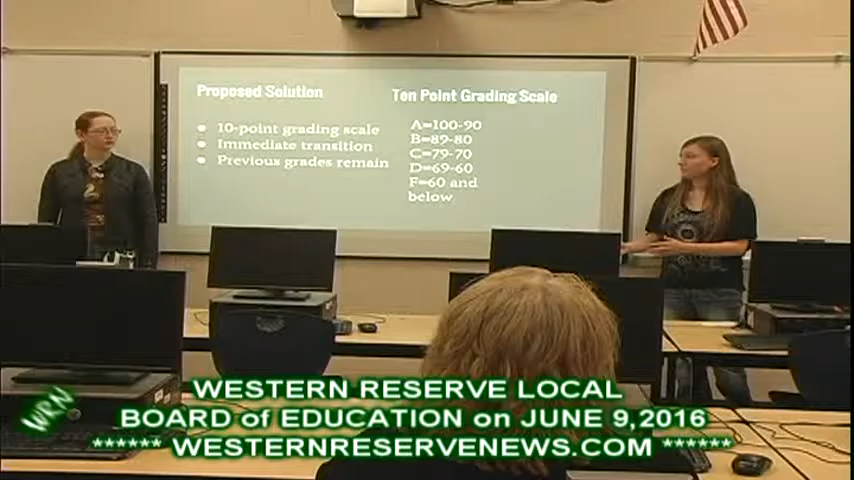 Proposed Solution
10-point grading scale
Immediate transition
Previous grades remain
Ten Point Grading Scale
A=100-90
B=89-80
C=79-70
D=69-60
F=60 and
below
WRN
WESTERN RESERVE LOCAL
BOARD of EDUCATION on JUNE 9,2016
****** WESTERNRESERVENEWS.COM ******